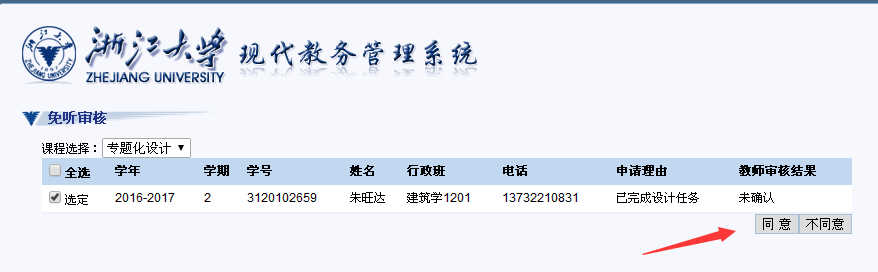 浙江大学 现代教务管理系统
ZHEJIANG UNIVERSITY
免听审核
课程选择：专题化设计
全选 学年 学期 学号 姓名 行政班 电话 申请理由 教师审核结果
选定 2016-2017 2 3120102659 朱旺达 建筑学1201 13732210831 已完成设计任务 未确认
同 意 不同意